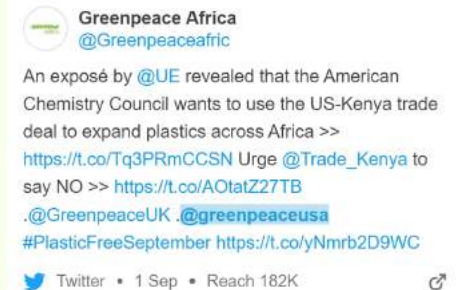 Greenpeace Africa
@Greenpeaceafric
An exposé by @UE revealed that the American
Chemistry Council wants to use the US-Kenya trade
deal to expand plastics across Africa >>
https://t.co/Tq3PRmCCSN Urge @Trade_Kenya to
say NO >> https://t.co/AOtatZ27TB
.@GreenpeaceUK .@greenpeaceusa
#PlasticFreeSeptember https://t.co/yNmrb2D9WC
Twitter • 1 Sep • Reach 182K